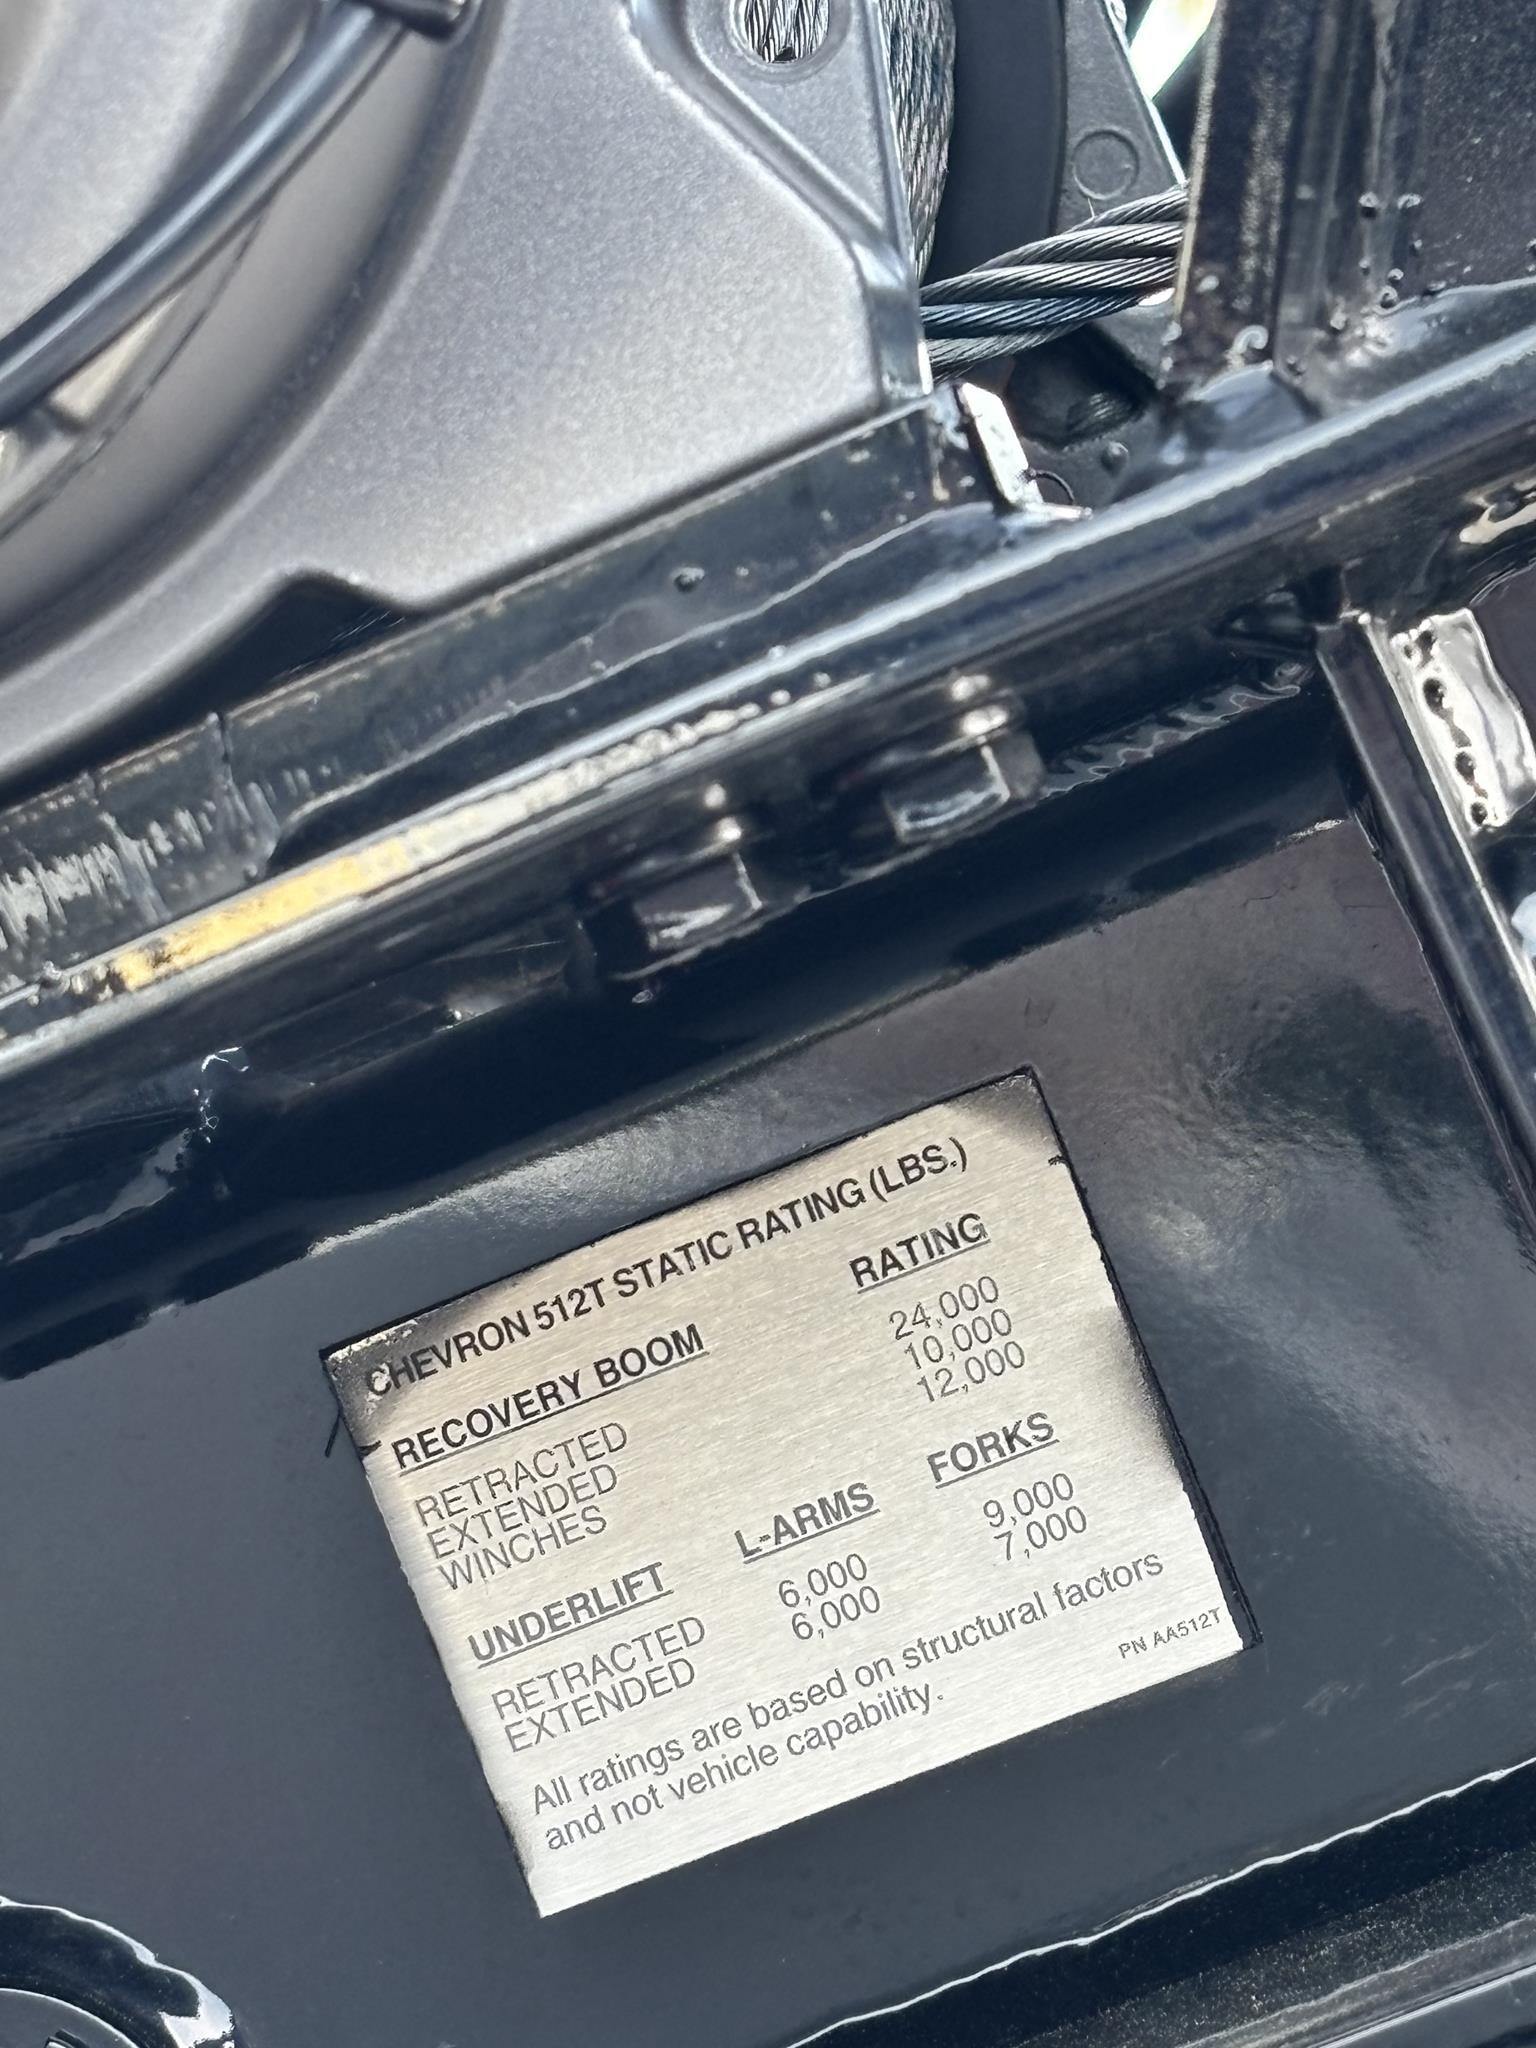 CHEVRON 512T STATIC RATING (LBS.)
RECOVERY BOOM RATING
RETRACTED 24,000
EXTENDED 10,000
WINCHES 12,000
UNDERLIFT L-ARMS FORKS
RETRACTED 6,000 9,000
EXTENDED 6,000 7,000
All ratings are based on structural factors
and not vehicle capability.
PN AA512T